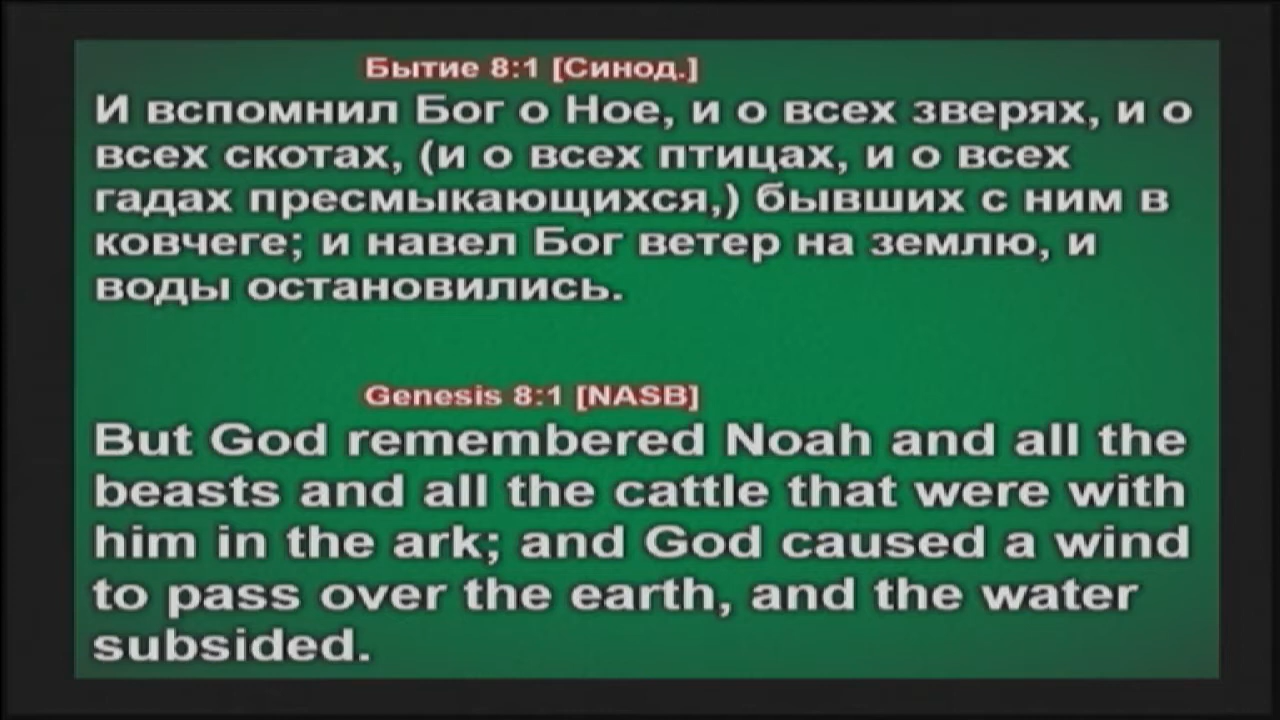 Бытие 8:1 [Синод.]
И вспомнил Бог о Ное, и о всех зверях, и о
всех скотах, (и о всех птицах, и о всех
гадах пресмыкающихся,) бывших с ним в
ковчеге; и навел Бог ветер на землю, и
воды остановились.
Genesis 8:1 [NASB]
But God remembered Noah and all the
beasts and all the cattle that were with
him in the ark; and God caused a wind
to pass over the earth, and the water
subsided.